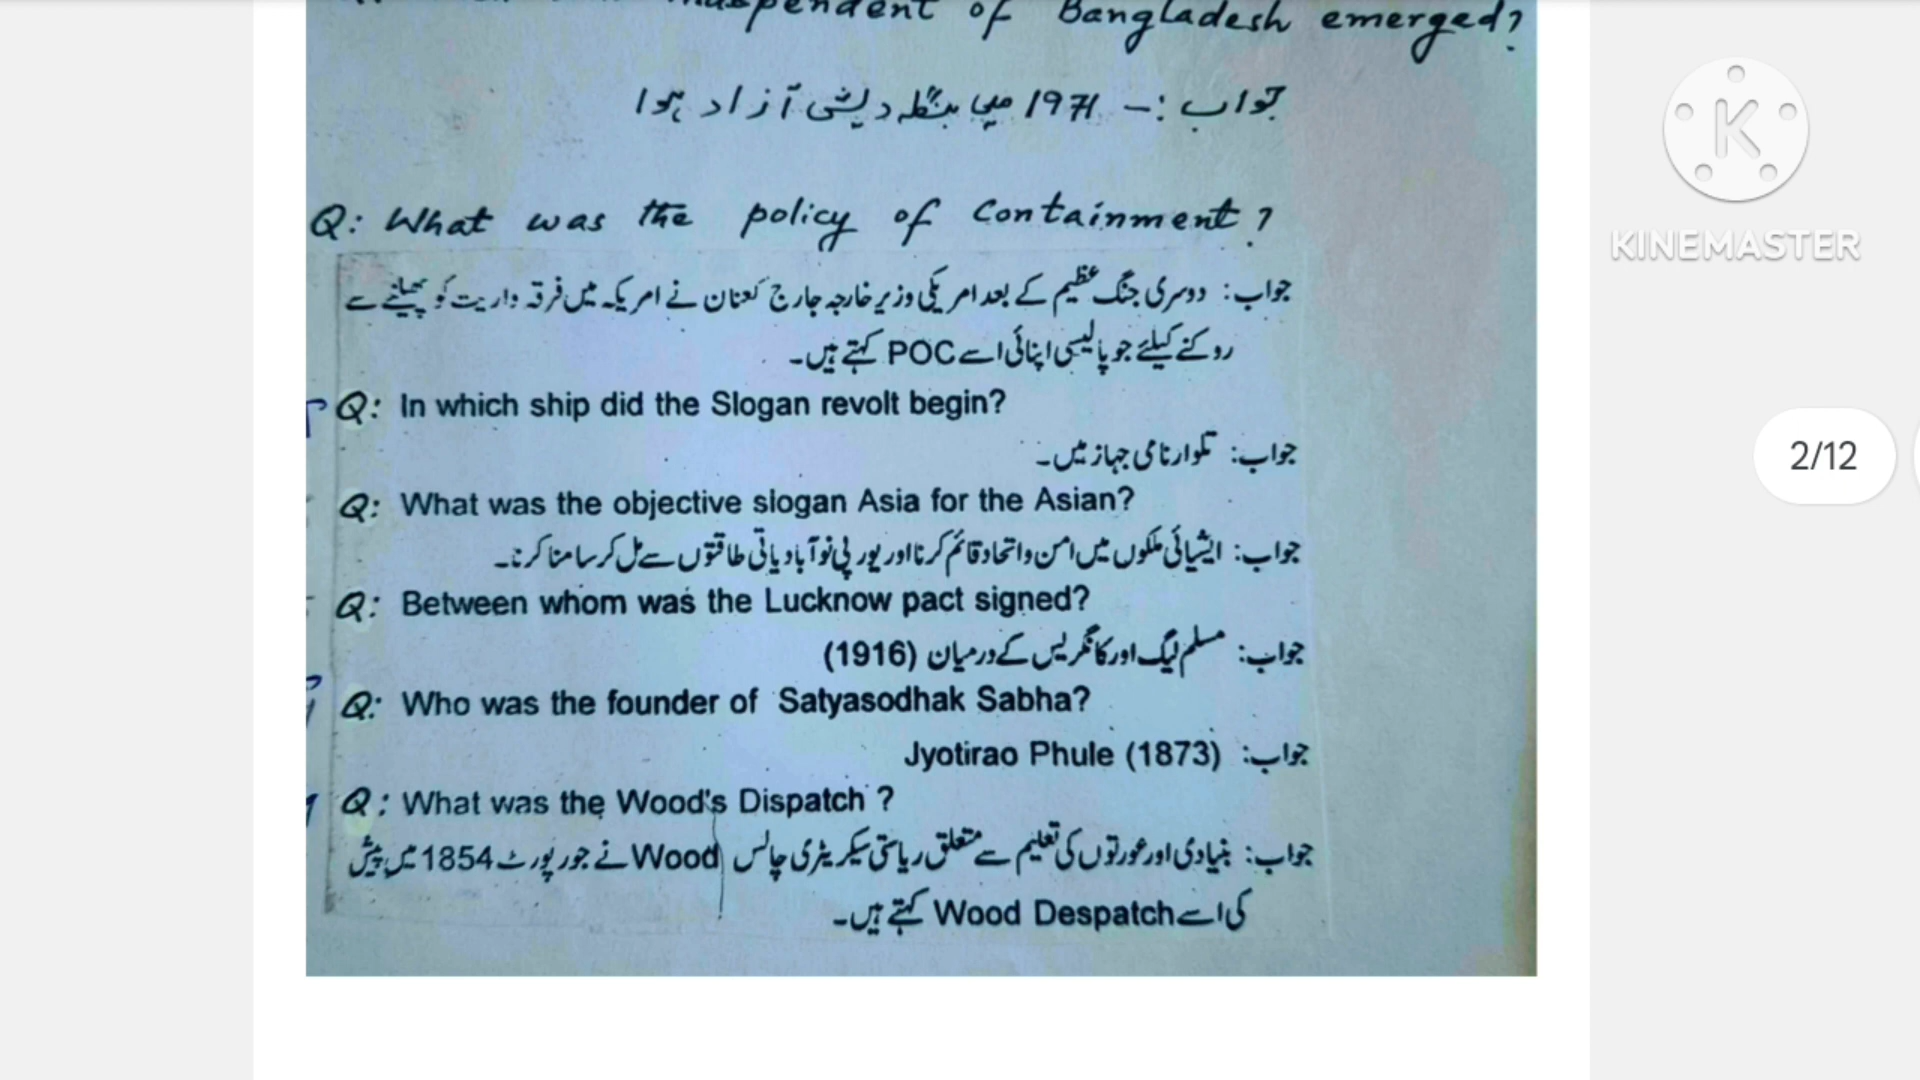 independent of Bangladesh emerged?
جواب :– 1971 میں بنگلہ دیش آزاد ہوا
Q: What was the policy of Containment?
جواب: دوسری جنگ عظیم کے بعد امریکی وزیر خارجہ جارج کعنان نے امریکہ میں فرقہ واریت کو پھیلنے سے
روکنے کیلئے جو پالیسی اپنائی اسے POC کہتے ہیں۔
Q: In which ship did the Slogan revolt begin?
جواب: تلوار نامی جہاز میں۔
Q: What was the objective slogan Asia for the Asian?
جواب: ایشیائی ملکوں میں امن و اتحاد قائم کرنا اور یورپی نوآبادیاتی طاقتوں سے مل کر سامنا کرنا۔
Q: Between whom was the Lucknow pact signed?
جواب: مسلم لیگ اور کانگریس کے درمیان (1916)
Q: Who was the founder of Satyasodhak Sabha?
جواب: Jyotirao Phule (1873)
Q: What was the Wood's Dispatch ?
جواب: بنیادی اور عورتوں کی تعلیم سے متعلق ریاستی سیکریٹری چالس Wood نے جو رپورٹ 1854 میں پیش
کی اسے Wood Despatch کہتے ہیں۔
KINEMASTER
2/12